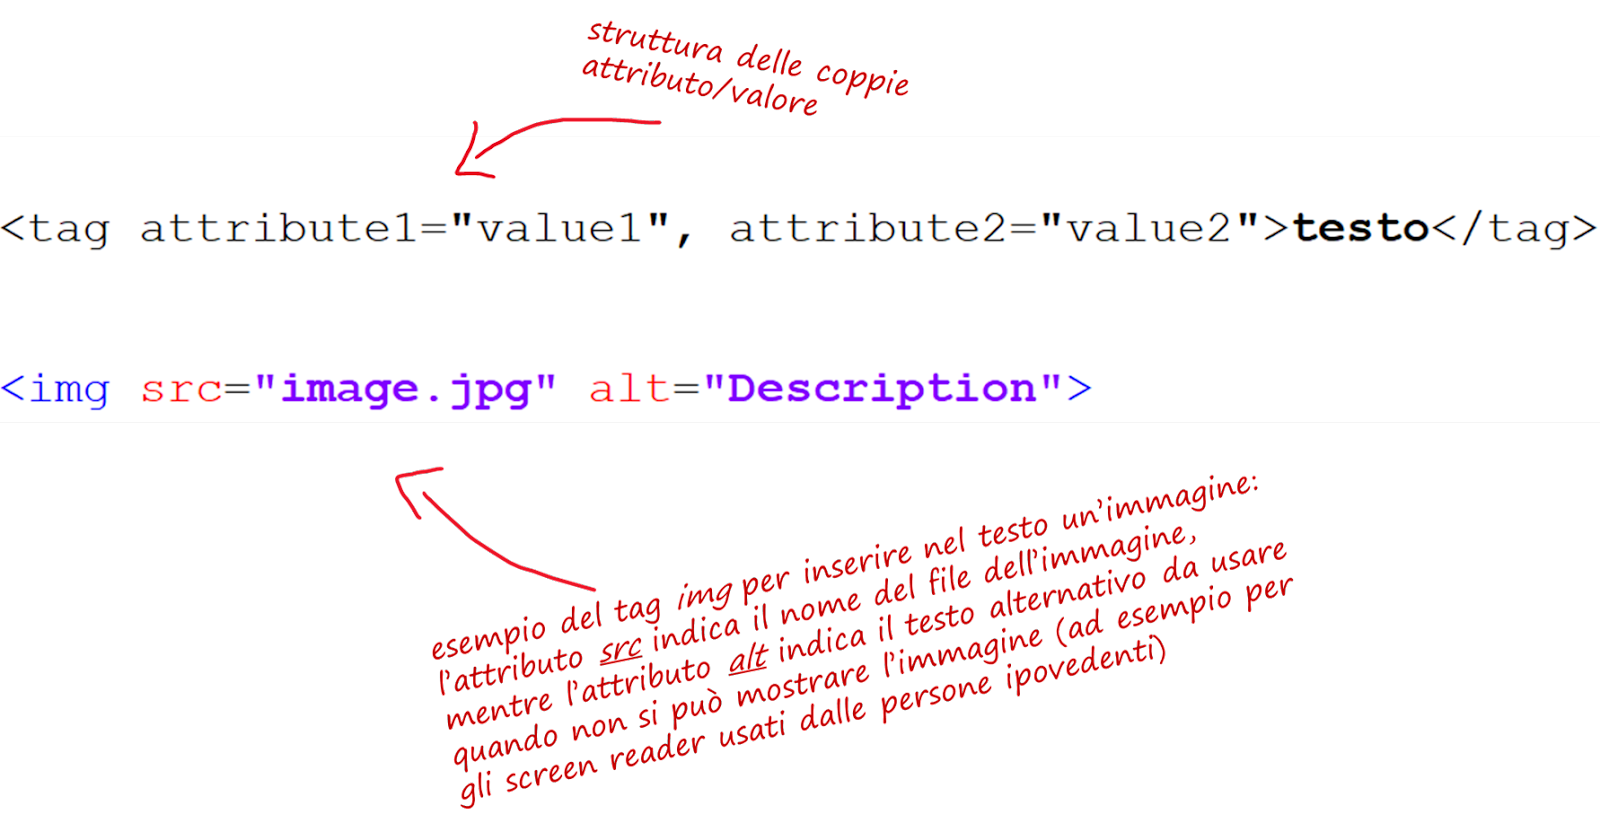 struttura delle coppie
attributo/valore
<tag attribute1="value1", attribute2="value2">testo</tag>
<img src="image.jpg" alt="Description">
esempio del tag img per inserire nel testo un'immagine:
l'attributo src indica il nome del file dell'immagine,
mentre l'attributo alt indica il testo alternativo da usare
quando non si può mostrare l'immagine (ad esempio per
gli screen reader usati dalle persone ipovedenti)